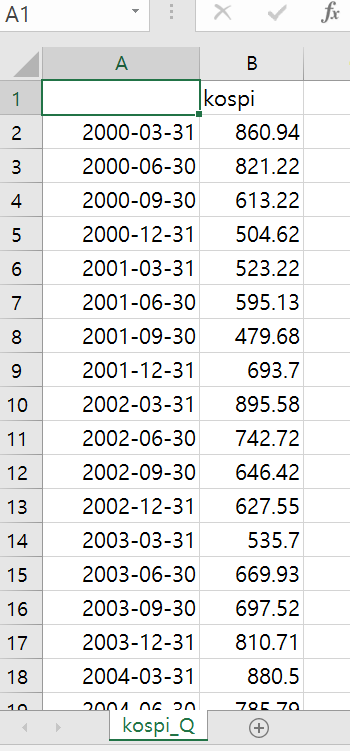 A1 fx
A B
1 kospi
2 2000-03-31 860.94
3 2000-06-30 821.22
4 2000-09-30 613.22
5 2000-12-31 504.62
6 2001-03-31 523.22
7 2001-06-30 595.13
8 2001-09-30 479.68
9 2001-12-31 693.7
10 2002-03-31 895.58
11 2002-06-30 742.72
12 2002-09-30 646.42
13 2002-12-31 627.55
14 2003-03-31 535.7
15 2003-06-30 669.93
16 2003-09-30 697.52
17 2003-12-31 810.71
18 2004-03-31 880.5
19 2004-06-30 785.79
kospi_Q